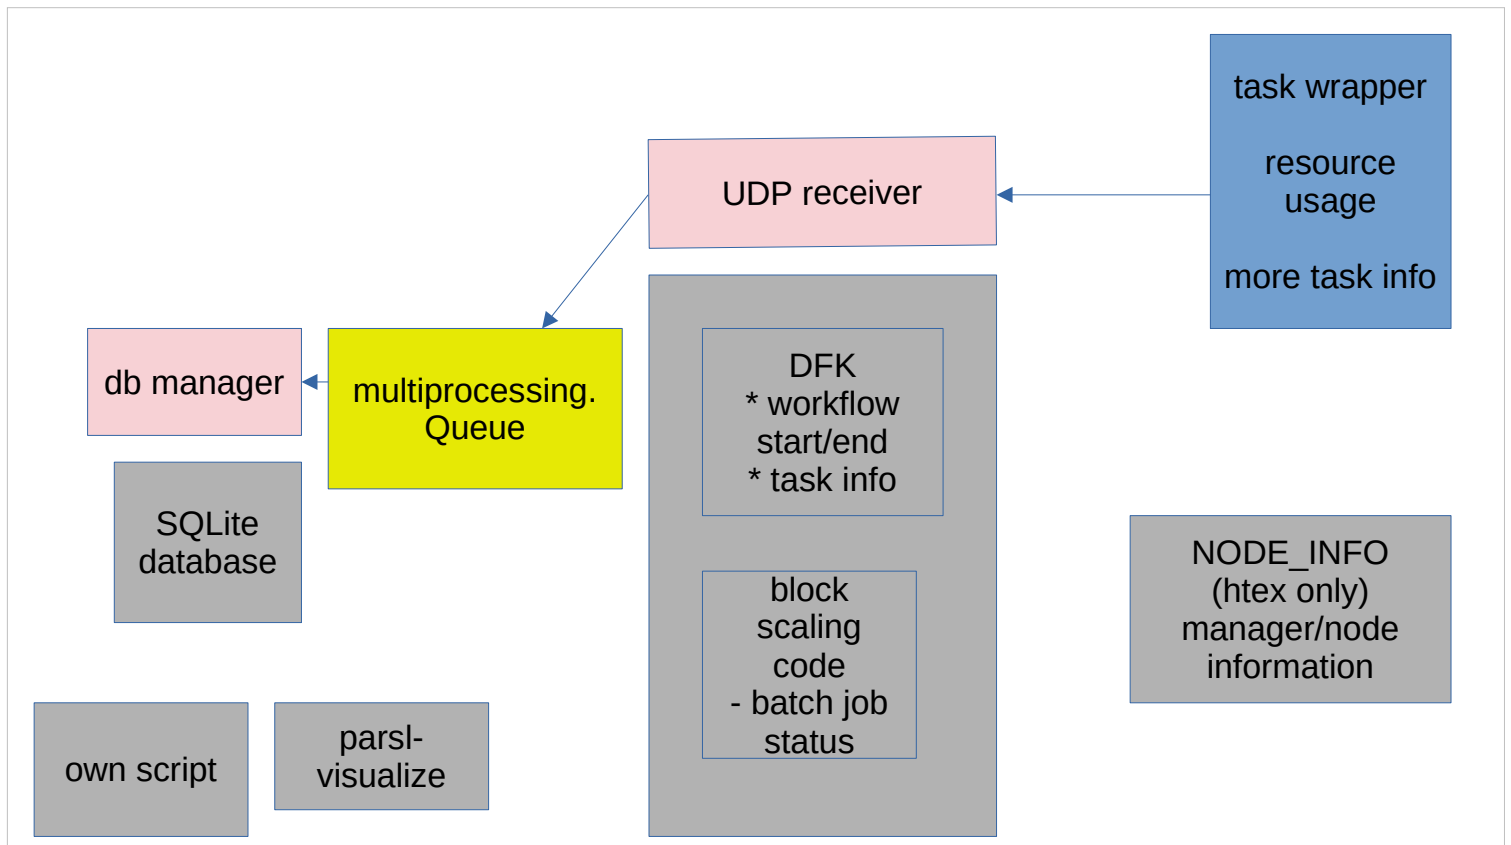 task wrapper
resource
usage
more task info
UDP receiver
DFK
* workflow
start/end
* task info
db manager
multiprocessing.
Queue
SQLite
database
NODE_INFO
(htex only)
manager/node
information
block
scaling
code
- batch job
status
own script
parsl-
visualize